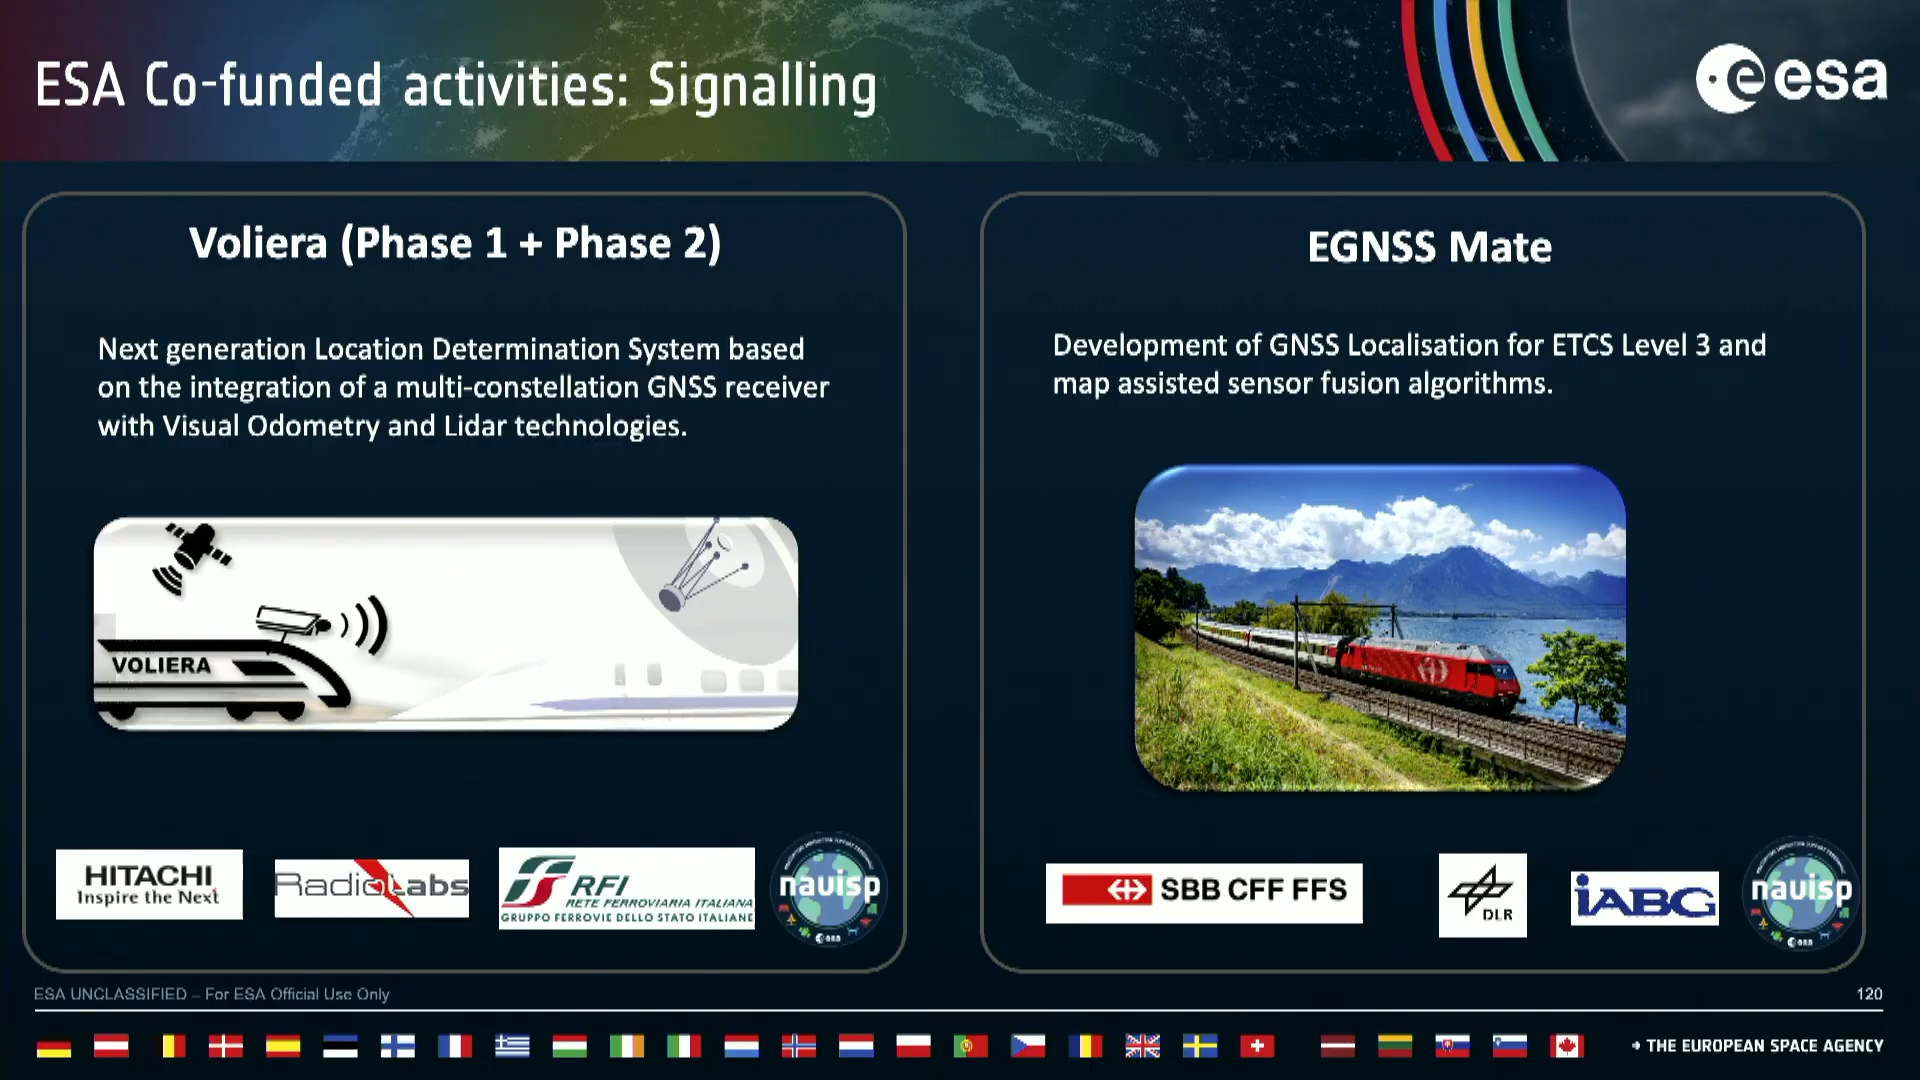 ESA Co-funded activities: Signalling
esa
Voliera (Phase 1 + Phase 2)
Next generation Location Determination System based
on the integration of a multi-constellation GNSS receiver
with Visual Odometry and Lidar technologies.
VOLIERA
HITACHI
Inspire the Next
RadioLabs
RFI
RETE FERROVIARIA ITALIANA
GRUPPO FERROVIE DELLO STATO ITALIANE
navisp
esa
EGNSS Mate
Development of GNSS Localisation for ETCS Level 3 and
map assisted sensor fusion algorithms.
SBB CFF FFS
DLR
iABG
navisp
esa
ESA UNCLASSIFIED – For ESA Official Use Only
120
THE EUROPEAN SPACE AGENCY